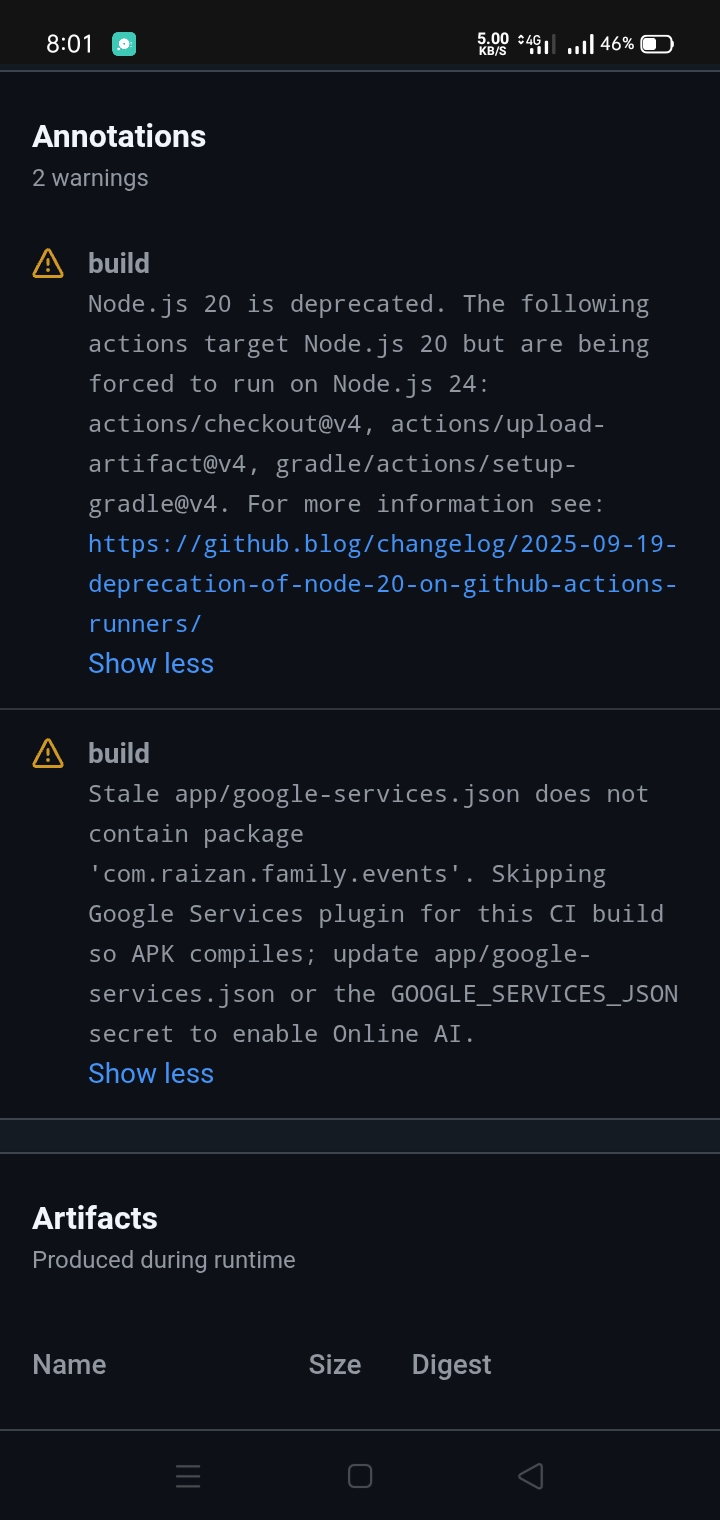 8:01
5.00 KB/S 4G 46%
Annotations
2 warnings
build
Node.js 20 is deprecated. The following
actions target Node.js 20 but are being
forced to run on Node.js 24:
actions/checkout@v4, actions/upload-
artifact@v4, gradle/actions/setup-
gradle@v4. For more information see:
https://github.blog/changelog/2025-09-19-
deprecation-of-node-20-on-github-actions-
runners/
Show less
build
Stale app/google-services.json does not
contain package
'com.raizan.family.events'. Skipping
Google Services plugin for this CI build
so APK compiles; update app/google-
services.json or the GOOGLE_SERVICES_JSON
secret to enable Online AI.
Show less
Artifacts
Produced during runtime
Name Size Digest